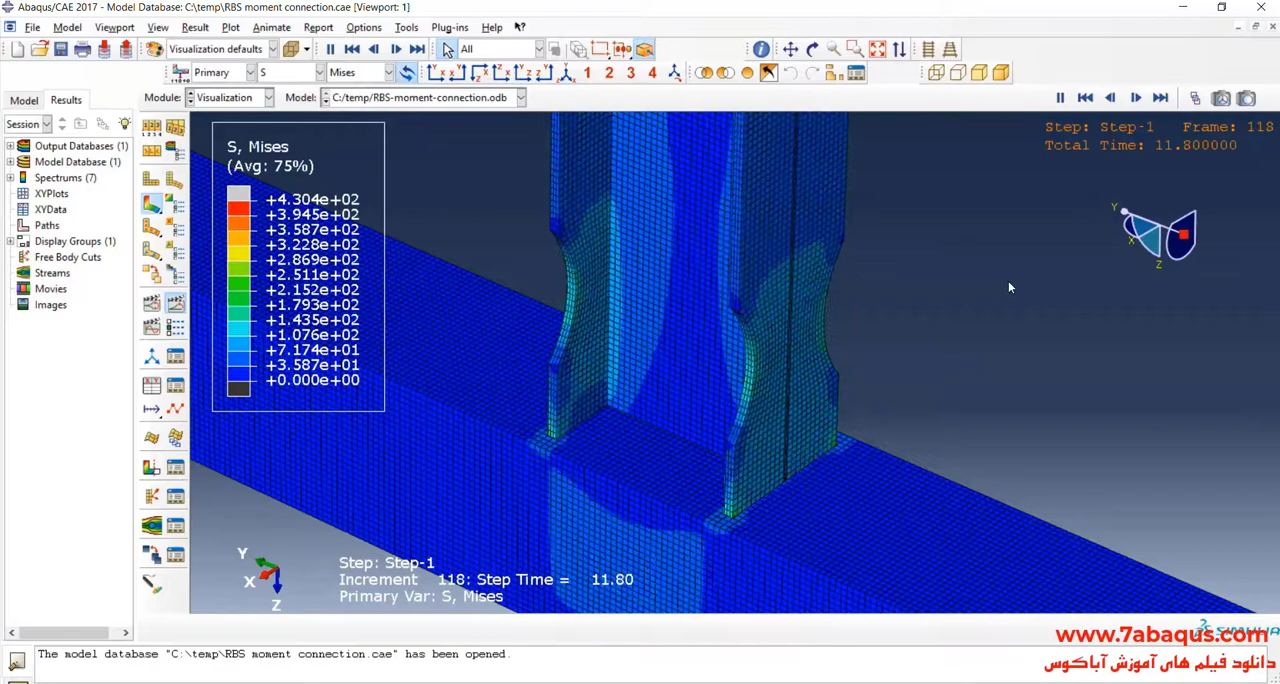 Abaqus/CAE 2017 - Model Database: C:\temp\RBS moment connection.cae [Viewport: 1]
File Model Viewport View Result Plot Animate Report Options Tools Plug-ins Help
Visualization defaults All
Primary S Mises 1 2 3 4
Model Results Module: Visualization Model: C:/temp/RBS-moment-connection.odb
Session
Output Databases (1)
Model Database (1)
Spectrums (7)
XYPlots
XYData
Paths
Display Groups (1)
Free Body Cuts
Streams
Movies
Images
S, Mises
(Avg: 75%)
+4.304e+02
+3.945e+02
+3.587e+02
+3.228e+02
+2.869e+02
+2.511e+02
+2.152e+02
+1.793e+02
+1.435e+02
+1.076e+02
+7.174e+01
+3.587e+01
+0.000e+00
Step: Step-1 Frame: 118
Total Time: 11.800000
Y
X
Z
Y
X
Z
Step: Step-1
Increment 118: Step Time = 11.80
Primary Var: S, Mises
The model database "C:\temp\RBS moment connection.cae" has been opened.
www.7abaqus.com
دانلود فیلم های آموزش آباکوس